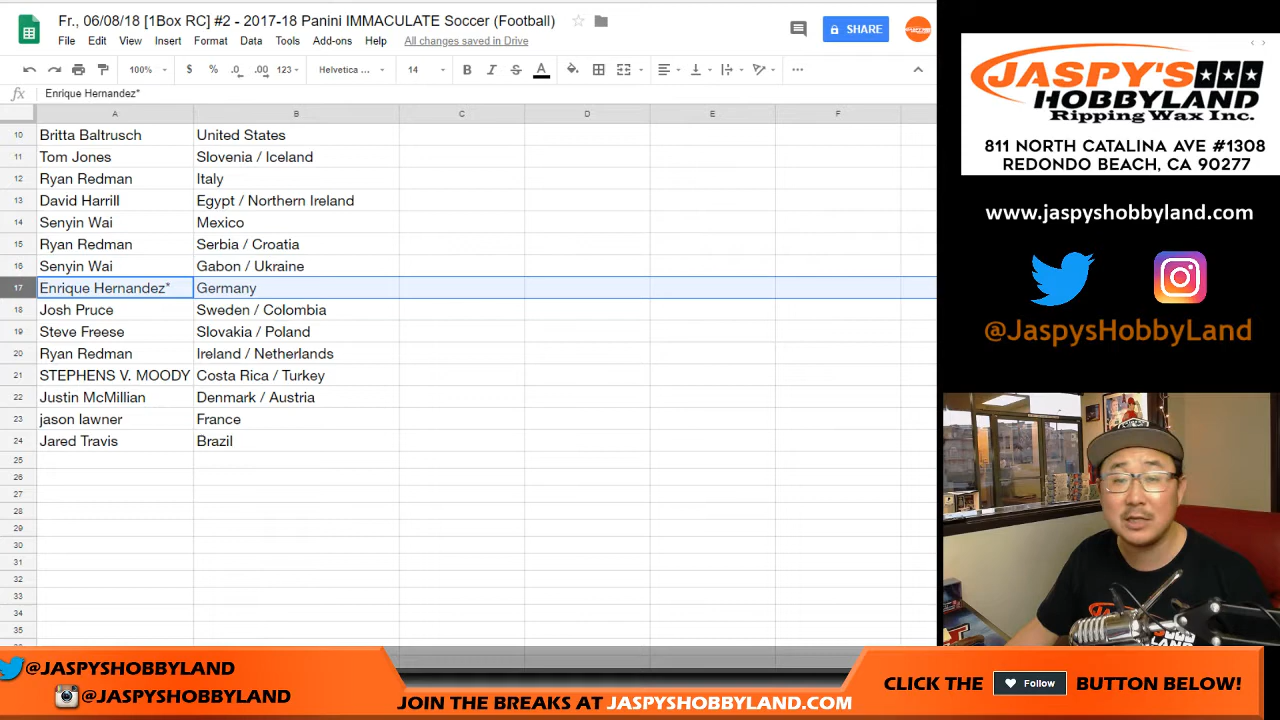 Fr., 06/08/18 [1Box RC] #2 - 2017-18 Panini IMMACULATE Soccer (Football)
File Edit View Insert Format Data Tools Add-ons Help All changes saved in Drive
SHARE
100% $ % .0 .00 123 Helvetica ... 14 B I S A
fx Enrique Hernandez*
A B C D E F
10 Britta Baltrusch United States
11 Tom Jones Slovenia / Iceland
12 Ryan Redman Italy
13 David Harrill Egypt / Northern Ireland
14 Senyin Wai Mexico
15 Ryan Redman Serbia / Croatia
16 Senyin Wai Gabon / Ukraine
17 Enrique Hernandez* Germany
18 Josh Pruce Sweden / Colombia
19 Steve Freese Slovakia / Poland
20 Ryan Redman Ireland / Netherlands
21 STEPHENS V. MOODY Costa Rica / Turkey
22 Justin McMillian Denmark / Austria
23 jason lawner France
24 Jared Travis Brazil
25
26
27
28
29
30
31
32
33
34
35
JASPY'S
HOBBYLAND
Ripping Wax Inc.
811 NORTH CATALINA AVE #1308
REDONDO BEACH, CA 90277
www.jaspyshobbyland.com
@JaspysHobbyLand
@JASPYSHOBBYLAND
@JASPYSHOBBYLAND
JOIN THE BREAKS AT JASPYSHOBBYLAND.COM
CLICK THE Follow BUTTON BELOW!